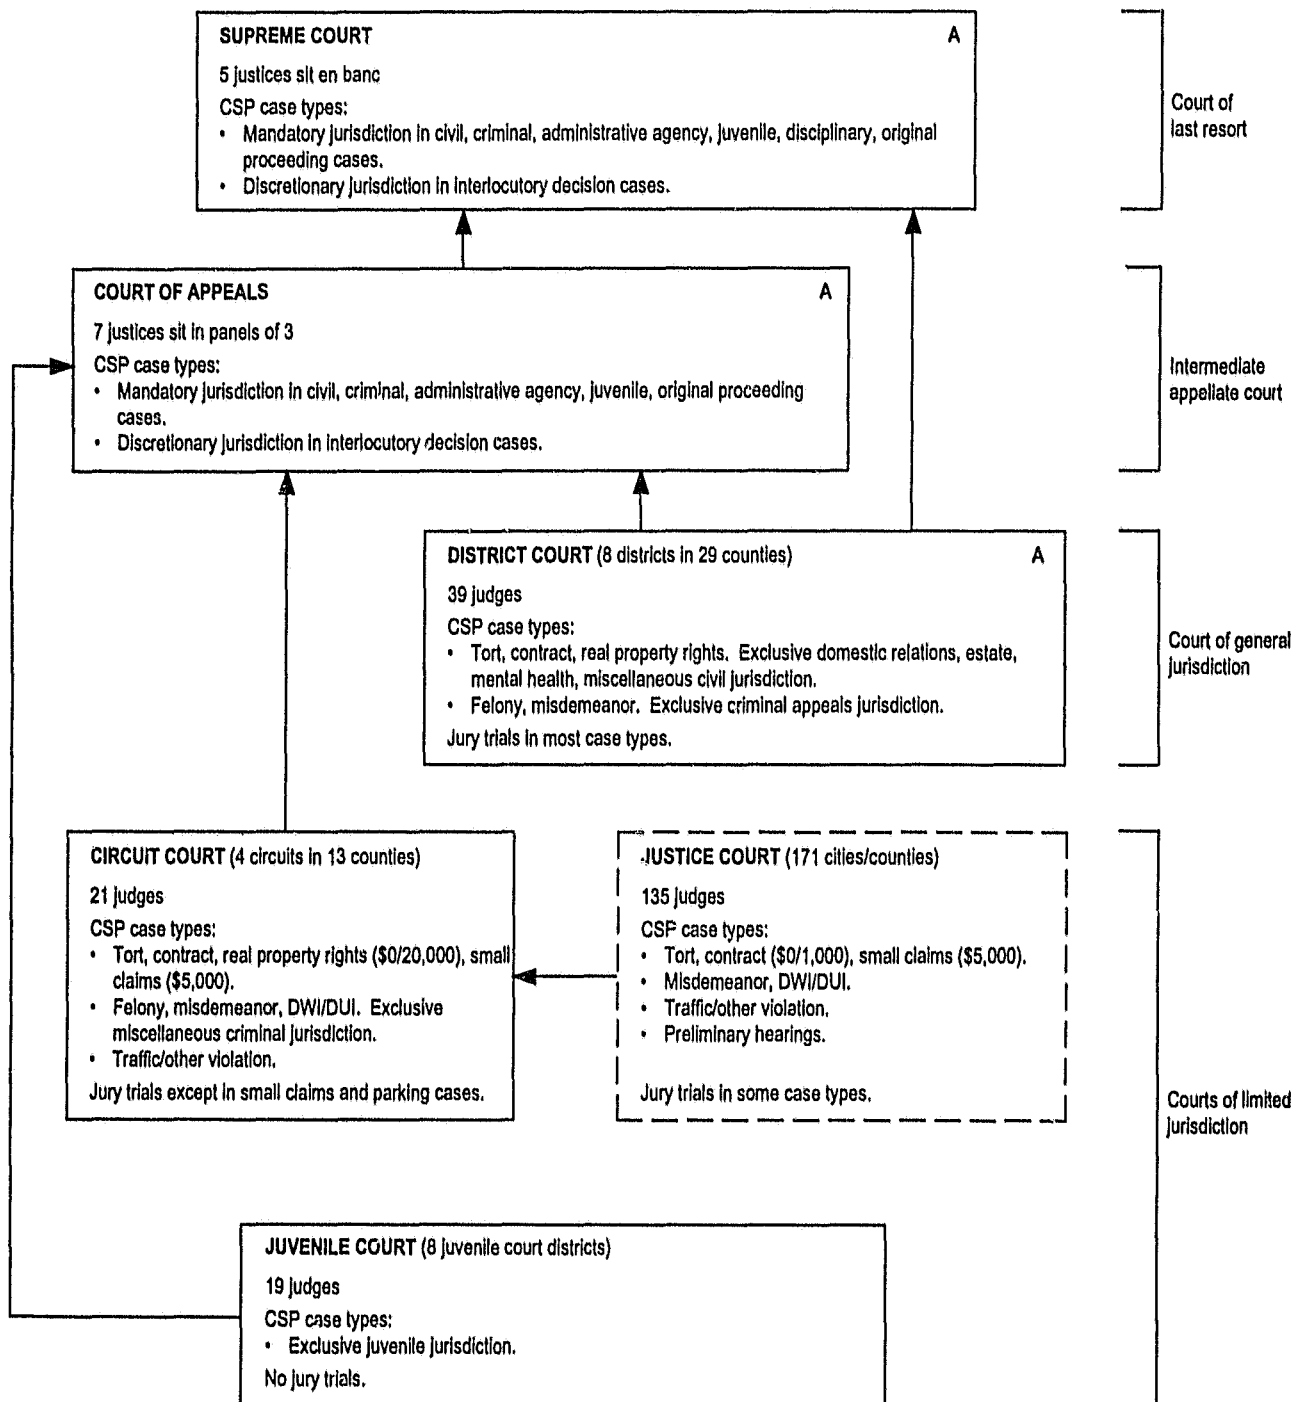 SUPREME COURT A
5 justices sit en banc
CSP case types:
• Mandatory jurisdiction in civil, criminal, administrative agency, juvenile, disciplinary, original
proceeding cases.
• Discretionary jurisdiction in interlocutory decision cases.
Court of
last resort
COURT OF APPEALS A
7 justices sit in panels of 3
CSP case types:
• Mandatory jurisdiction in civil, criminal, administrative agency, juvenile, original proceeding
cases.
• Discretionary jurisdiction in interlocutory decision cases.
Intermediate
appellate court
DISTRICT COURT (8 districts in 29 counties) A
39 judges
CSP case types:
• Tort, contract, real property rights. Exclusive domestic relations, estate,
mental health, miscellaneous civil jurisdiction.
• Felony, misdemeanor. Exclusive criminal appeals jurisdiction.
Jury trials in most case types.
Court of general
jurisdiction
CIRCUIT COURT (4 circuits in 13 counties)
21 judges
CSP case types:
• Tort, contract, real property rights ($0/20,000), small
claims ($5,000).
• Felony, misdemeanor, DWI/DUI. Exclusive
miscellaneous criminal jurisdiction.
• Traffic/other violation.
Jury trials except in small claims and parking cases.
JUSTICE COURT (171 cities/counties)
135 judges
CSP case types:
• Tort, contract ($0/1,000), small claims ($5,000).
• Misdemeanor, DWI/DUI.
• Traffic/other violation.
• Preliminary hearings.
Jury trials in some case types.
Courts of limited
jurisdiction
JUVENILE COURT (8 juvenile court districts)
19 judges
CSP case types:
• Exclusive juvenile jurisdiction.
No jury trials.